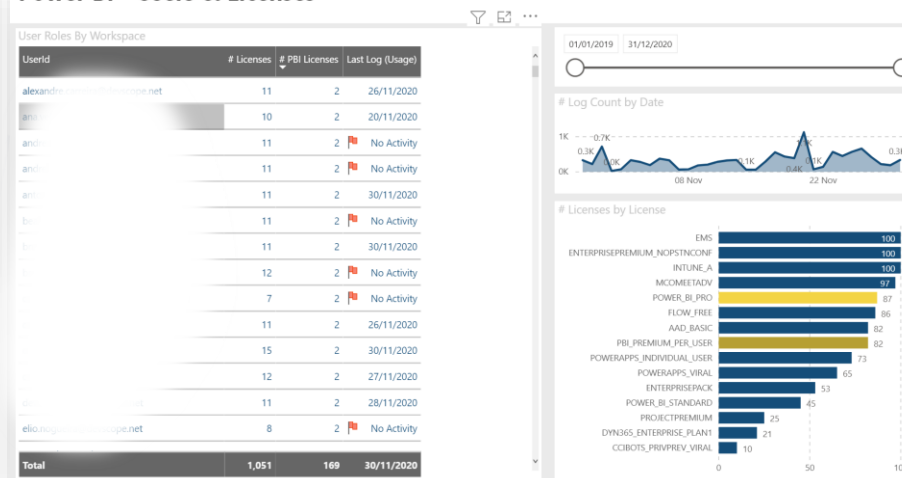 User Roles By Workspace
UserId # Licenses # PBI Licenses Last Log (Usage)
11 2 26/11/2020
10 2 20/11/2020
11 2 No Activity
11 2 No Activity
11 2 30/11/2020
11 2 No Activity
11 2 30/11/2020
12 2 No Activity
7 2 No Activity
11 2 26/11/2020
15 2 30/11/2020
12 2 27/11/2020
11 2 28/11/2020
8 2 No Activity
Total 1,051 169 30/11/2020
01/01/2019 31/12/2020
# Log Count by Date
1K
0.7K
0.3K
0.1K
0.4K
0K
08 Nov 22 Nov
# Licenses by License
EMS 100
ENTERPRISEPREMIUM_NOPSTNCONF 100
INTUNE_A 100
MCOMEETADV 97
POWER_BI_PRO 87
FLOW_FREE 86
AAD_BASIC 82
PBI_PREMIUM_PER_USER 82
POWERAPPS_INDIVIDUAL_USER 73
POWERAPPS_VIRAL 65
ENTERPRISEPACK 53
POWER_BI_STANDARD 45
PROJECTPREMIUM 25
DYN365_ENTERPRISE_PLAN1 21
CCIBOTS_PRIVPREV_VIRAL 10
0 50